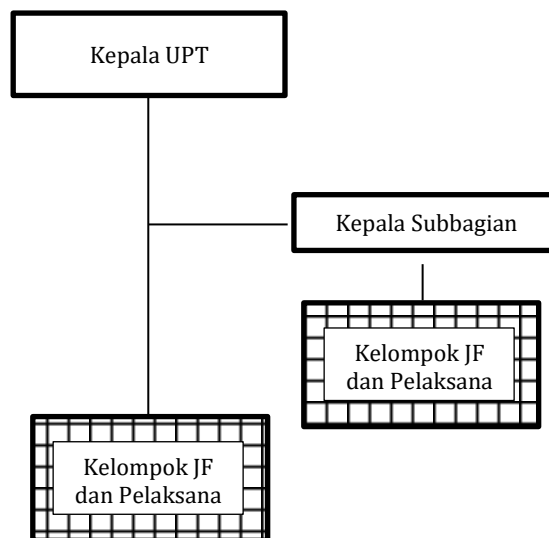 Kepala UPT
Kepala Subbagian
Kelompok JF
dan Pelaksana
Kelompok JF
dan Pelaksana